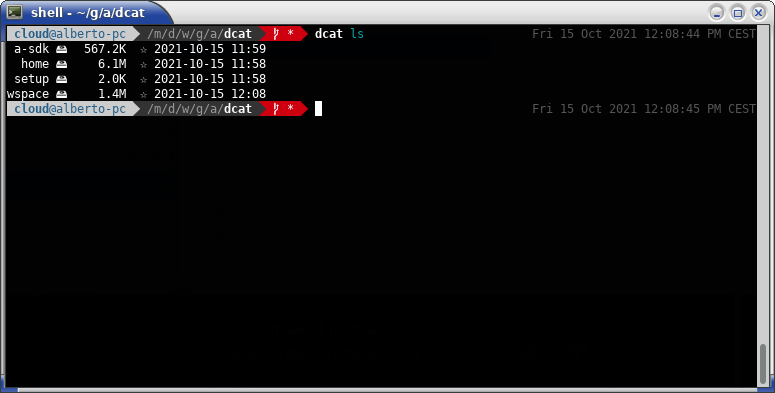 shell - ~/g/a/dcat
cloud@alberto-pc /m/d/w/g/a/dcat * dcat ls Fri 15 Oct 2021 12:08:44 PM CEST
a-sdk 🖴 567.2K ☆ 2021-10-15 11:59
home 🖴 6.1M ☆ 2021-10-15 11:58
setup 🖴 2.0K ☆ 2021-10-15 11:58
wspace 🖴 1.4M ☆ 2021-10-15 12:08
cloud@alberto-pc /m/d/w/g/a/dcat * Fri 15 Oct 2021 12:08:45 PM CEST